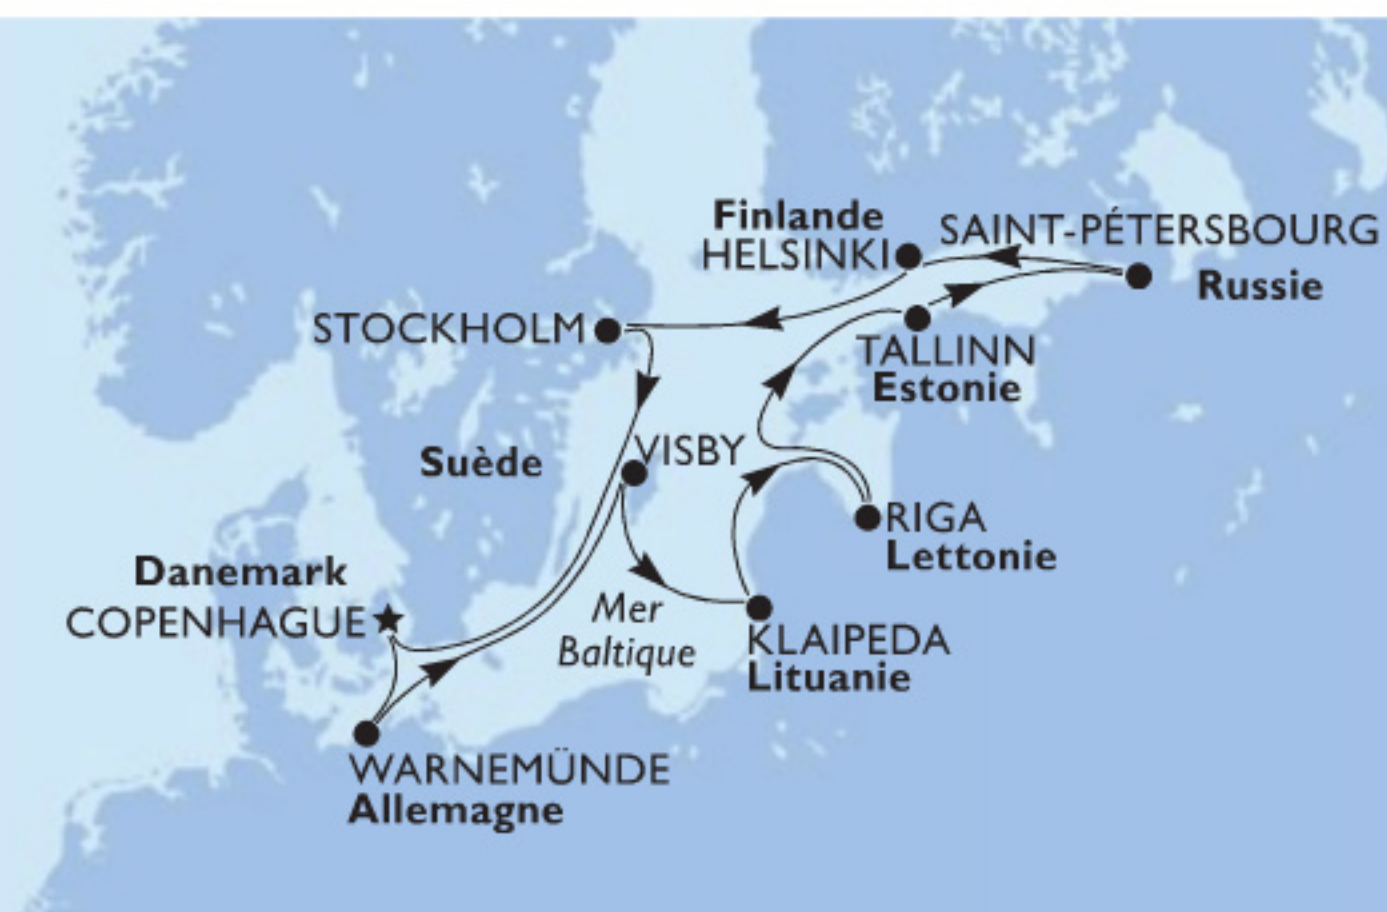 Finlande
HELSINKI
SAINT-PÉTERSBOURG
Russie
STOCKHOLM
TALLINN
Estonie
VISBY
Suède
RIGA
Lettonie
Danemark
COPENHAGUE
Mer
Baltique
KLAIPEDA
Lituanie
WARNEMÜNDE
Allemagne